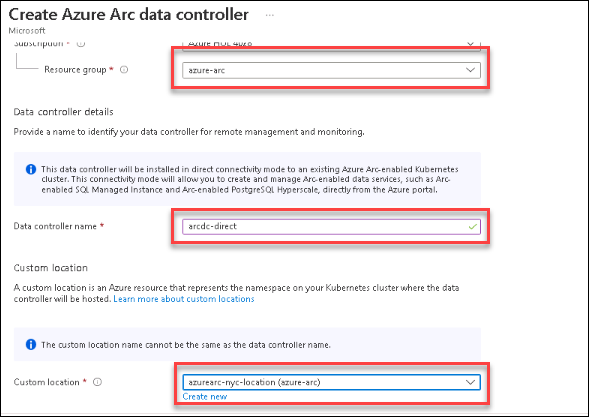 Create Azure Arc data controller ...
Microsoft
Subscription *
Azure HOL 4028
Resource group *
azure-arc
Data controller details
Provide a name to identify your data controller for remote management and monitoring.
This data controller will be installed in direct connectivity mode to an existing Azure Arc-enabled Kubernetes
cluster. This connectivity mode will allow you to create and manage Arc-enabled data services, such as Arc-
enabled SQL Managed Instance and Arc-enabled PostgreSQL Hyperscale, directly from the Azure portal.
Data controller name *
arcdc-direct
Custom location
A custom location is an Azure resource that represents the namespace on your Kubernetes cluster where the data
controller will be hosted. Learn more about custom locations
The custom location name cannot be the same as the data controller name.
Custom location *
azurearc-nyc-location (azure-arc)
Create new